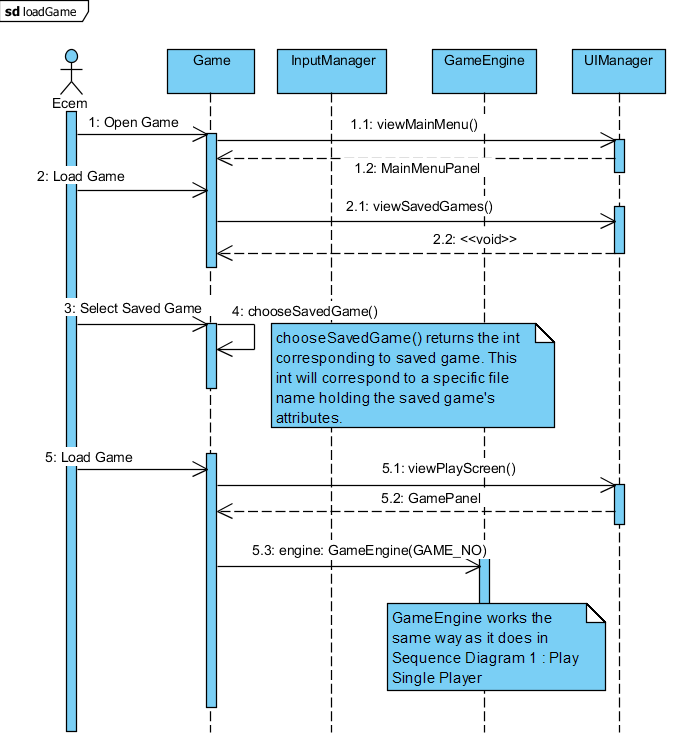 sd loadGame
Game
InputManager
GameEngine
UIManager
Ecem
1: Open Game
1.1: viewMainMenu()
1.2: MainMenuPanel
2: Load Game
2.1: viewSavedGames()
2.2: <<void>>
3: Select Saved Game
4: chooseSavedGame()
chooseSavedGame() returns the int
corresponding to saved game. This
int will correspond to a specific file
name holding the saved game's
attributes.
5: Load Game
5.1: viewPlayScreen()
5.2: GamePanel
5.3: engine: GameEngine(GAME_NO)
GameEngine works the
same way as it does in
Sequence Diagram 1 : Play
Single Player